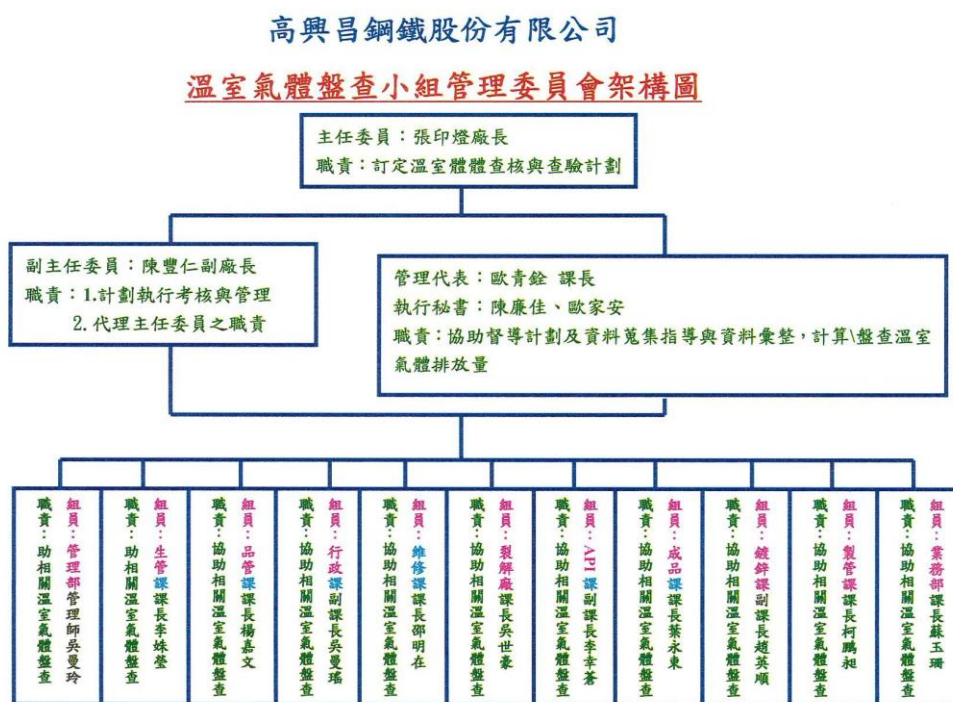 高興昌鋼鐵股份有限公司
溫室氣體盤查小組管理委員會架構圖
主任委員：張印燈廠長
職責：訂定溫室體體查核與查驗計劃
副主任委員：陳豐仁副廠長
職責：1.計劃執行考核與管理
2.代理主任委員之職責
管理代表：歐青銓 課長
執行秘書：陳廉佳、歐家安
職責：協助督導計劃及資料蒐集指導與資料彙整，計算\盤查溫室
氣體排放量
組員：管理部管理師吳曼玲
職責：助相關溫室氣體盤查
組員：生管課課長李姝瑩
職責：助相關溫室氣體盤查
組員：品管課課長楊嘉文
職責：協助相關溫室氣體盤查
組員：行政課副課長吳曼瑤
職責：協助相關溫室氣體盤查
組員：維修課課長邵明在
職責：協助相關溫室氣體盤查
組員：裂解廠課長吳世豪
職責：協助相關溫室氣體盤查
組員：API課副課長李幸蒼
職責：協助相關溫室氣體盤查
組員：成品課課長葉永東
職責：協助相關溫室氣體盤查
組員：鍍鋅課副課長趙英順
職責：協助相關溫室氣體盤查
組員：製管課課長柯鵬昶
職責：協助相關溫室氣體盤查
組員：業務部課長蘇玉珊
職責：協助相關溫室氣體盤查